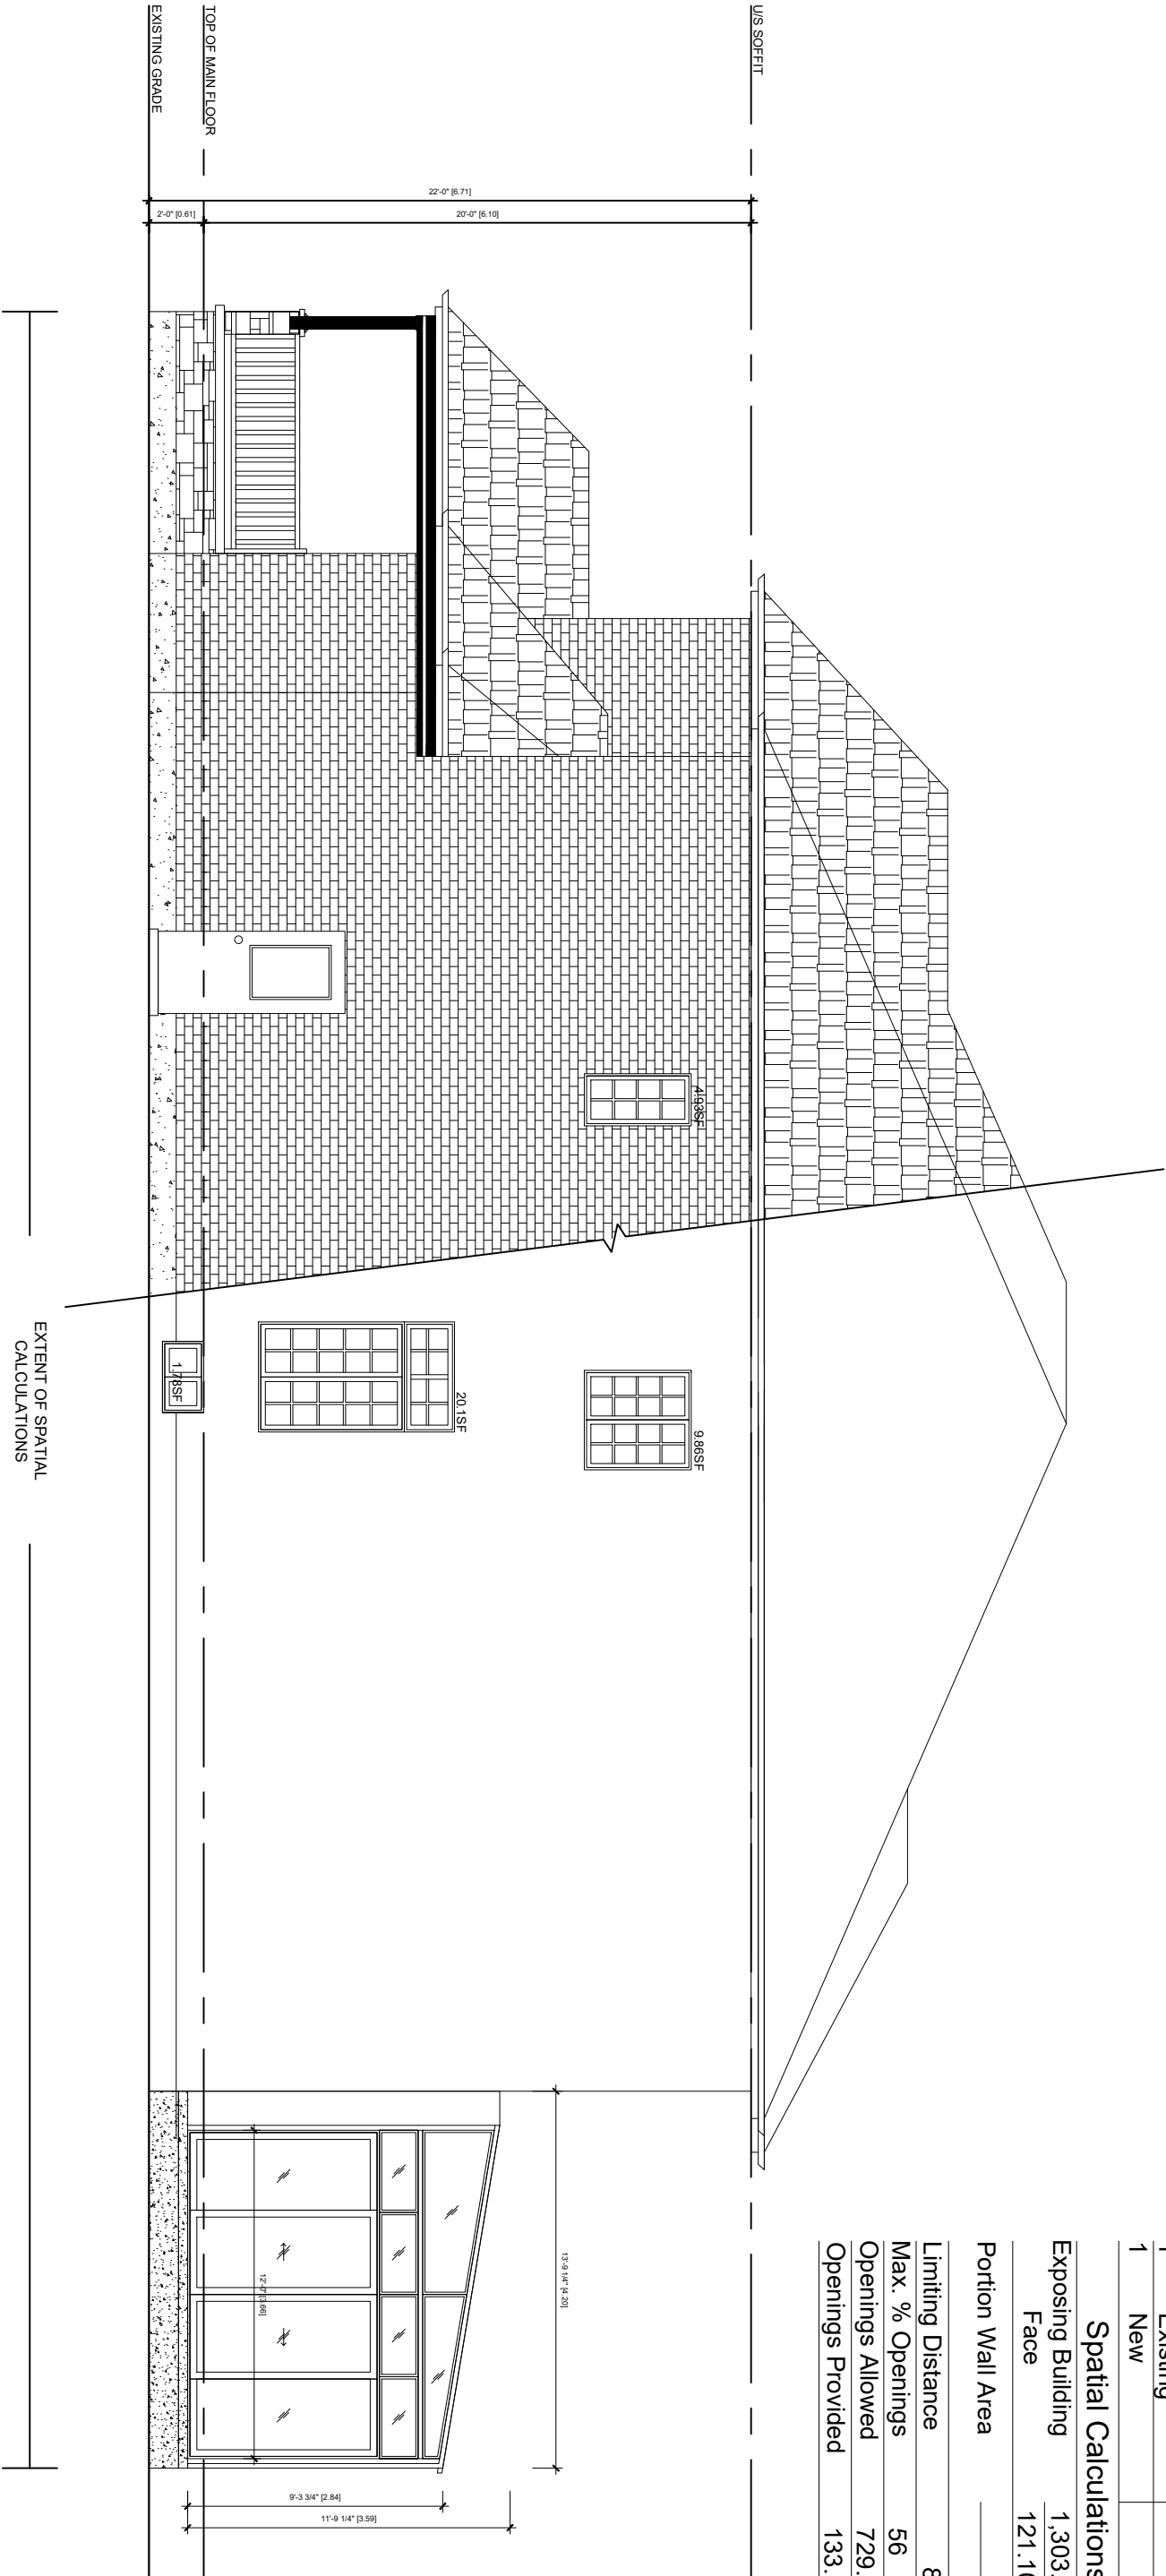 U/S SOFFIT
TOP OF MAIN FLOOR
EXISTING GRADE
22'-0" [6.71]
20'-0" [6.10]
2'-0" [0.61]
4.93SF
9.86SF
20.1SF
1.78SF
EXTENT OF SPATIAL
CALCULATIONS
13'-9 1/4" [4.20]
12'-0" [3.66]
9'-3 3/4" [2.84]
11'-9 1/4" [3.59]
1 New
Spatial Calculations
Exposing Building 1,303.
Face 121.1
Portion Wall Area
Limiting Distance 8
Max. % Openings 56
Openings Allowed 729.
Openings Provided 133.